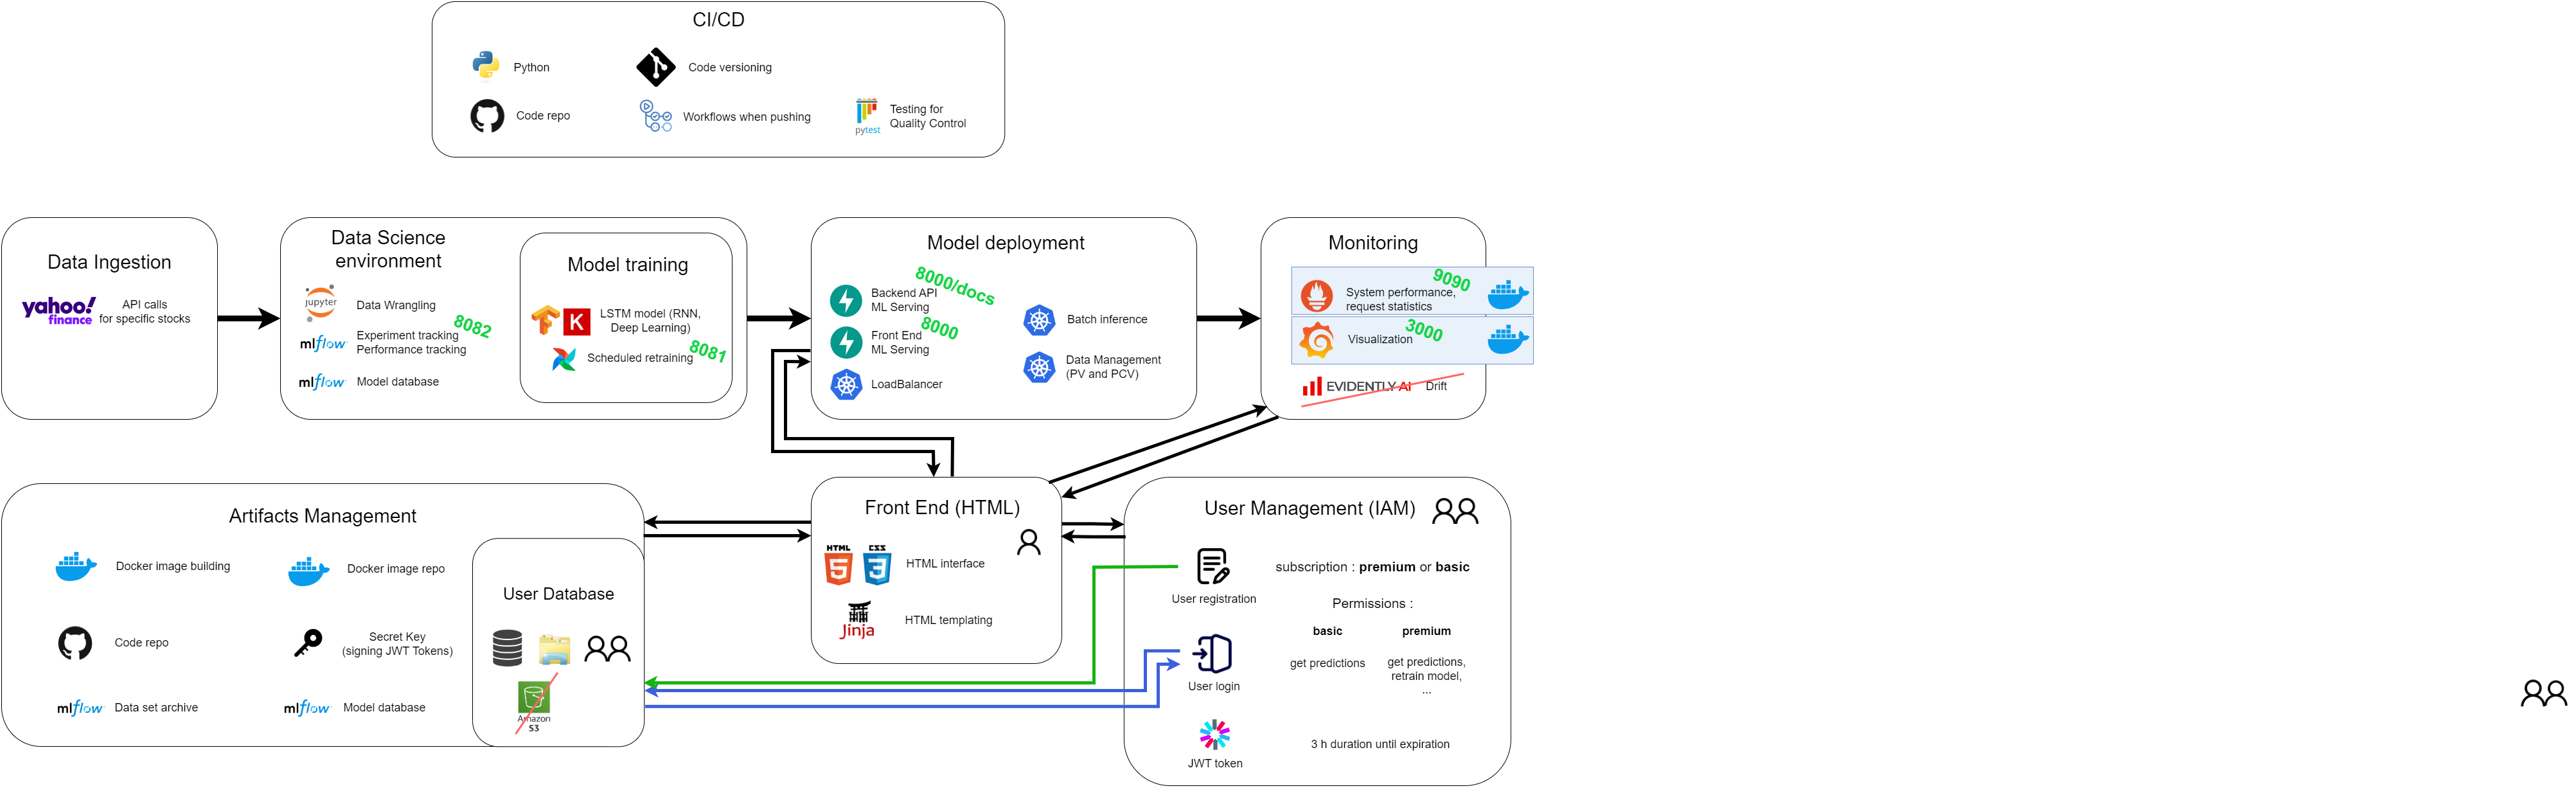 CI/CD
Python
Code versioning
Code repo
Workflows when pushing
pytest
Testing for
Quality Control
Data Ingestion
yahoo!
finance
API calls
for specific stocks
Data Science
environment
jupyter
Data Wrangling
mlflow
Experiment tracking
Performance tracking
8082
mlflow
Model database
Model training
K
LSTM model (RNN,
Deep Learning)
Scheduled retraining
8081
Model deployment
Backend API
ML Serving
8000/docs
Front End
ML Serving
8000
LoadBalancer
Batch inference
Data Management
(PV and PCV)
Monitoring
System performance,
request statistics
9090
Visualization
3000
EVIDENTLY AI
Drift
Artifacts Management
Docker image building
Docker image repo
Code repo
Secret Key
(signing JWT Tokens)
mlflow
Data set archive
mlflow
Model database
User Database
Amazon
S3
Front End (HTML)
HTML
5
CSS
3
HTML interface
Jinja
HTML templating
User Management (IAM)
User registration
subscription : premium or basic
Permissions :
basic
premium
get predictions
get predictions,
retrain model,
...
User login
JWT token
3 h duration until expiration